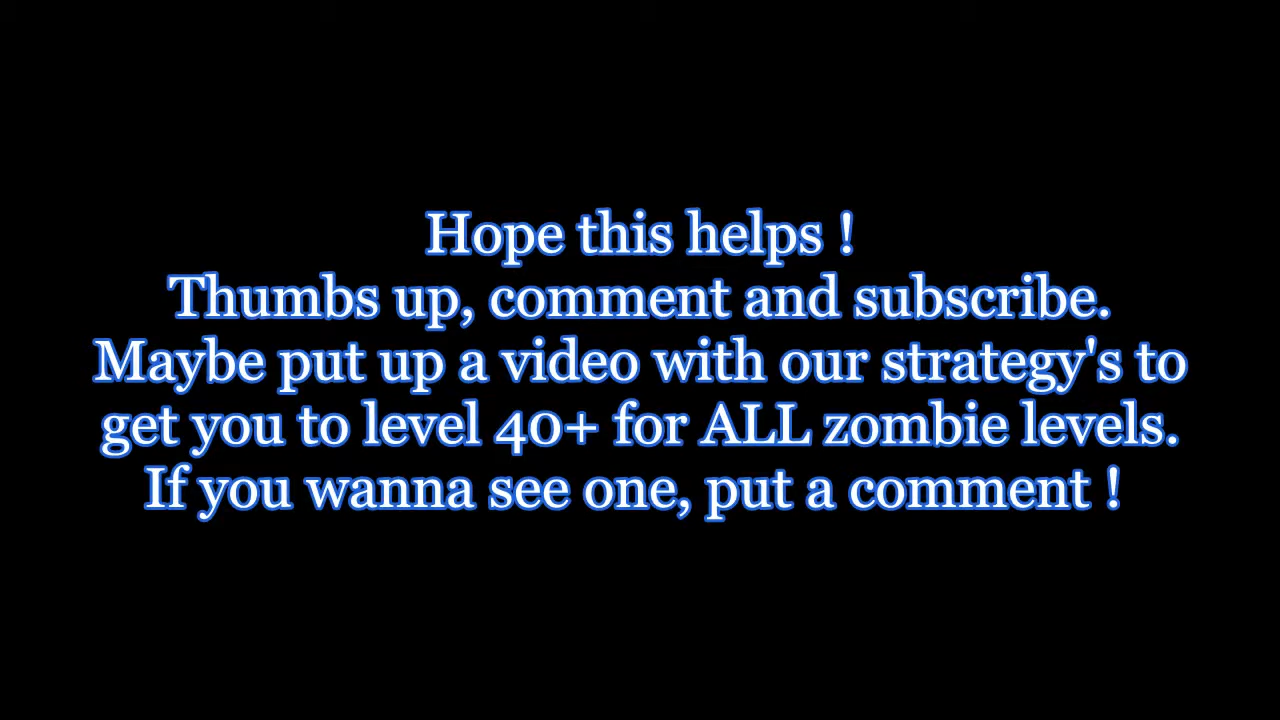 Hope this helps !
Thumbs up, comment and subscribe.
Maybe put up a video with our strategy's to
get you to level 40+ for ALL zombie levels.
If you wanna see one, put a comment !